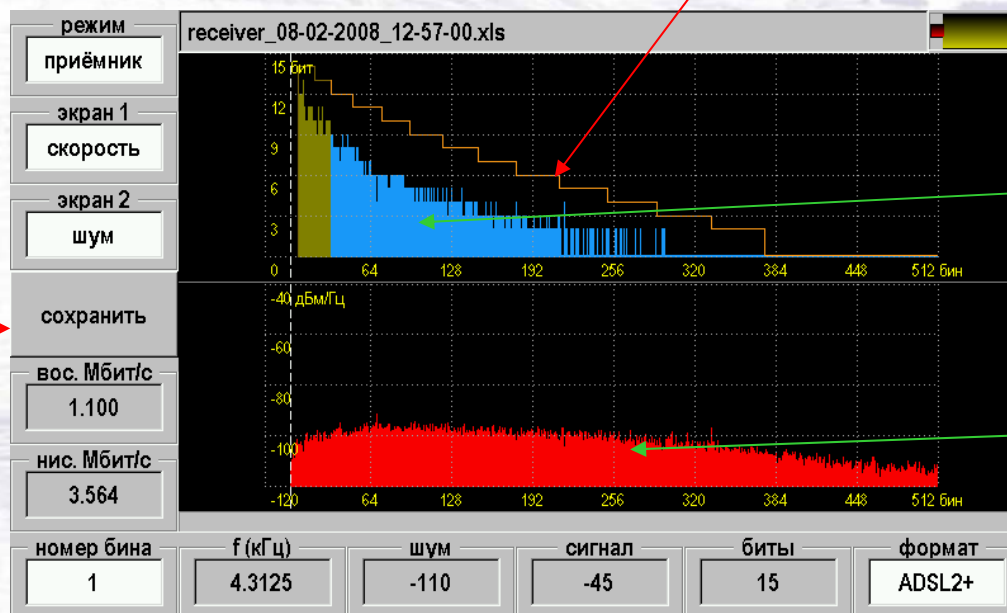 режим
приёмник
receiver_08-02-2008_12-57-00.xls
экран 1
скорость
экран 2
шум
сохранить
вос. Мбит/с
1.100
нис. Мбит/с
3.564
15 бит
12
9
6
3
0 64 128 192 256 320 384 448 512 бин
-40 дБм/Гц
-60
-80
-100
-120 64 128 192 256 320 384 448 512 бин
номер бина f (кГц) шум сигнал биты формат
1 4.3125 -110 -45 15 ADSL2+